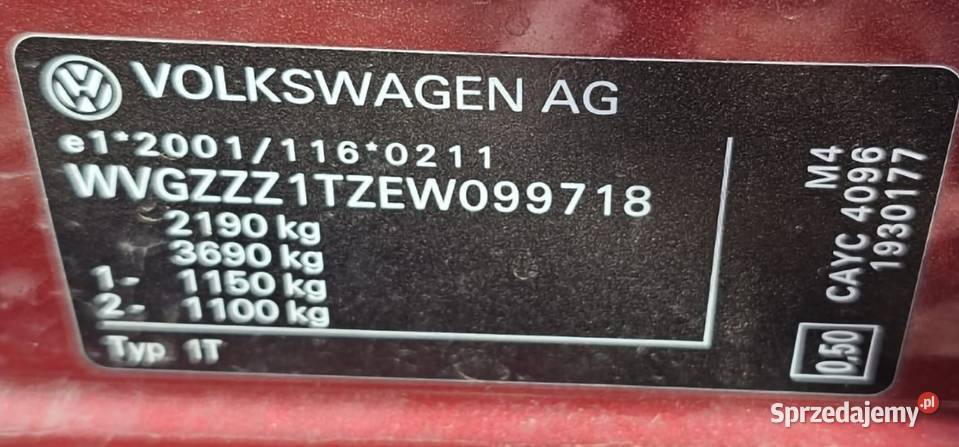 VOLKSWAGEN AG
e1*2001/116*0211
WVGZZZ1TZEW099718
2190 kg
3690 kg
1- 1150 kg
2- 1100 kg
Typ 1T
M4
CAYC 4096
1930177
0,50
Sprzedajemy.pl